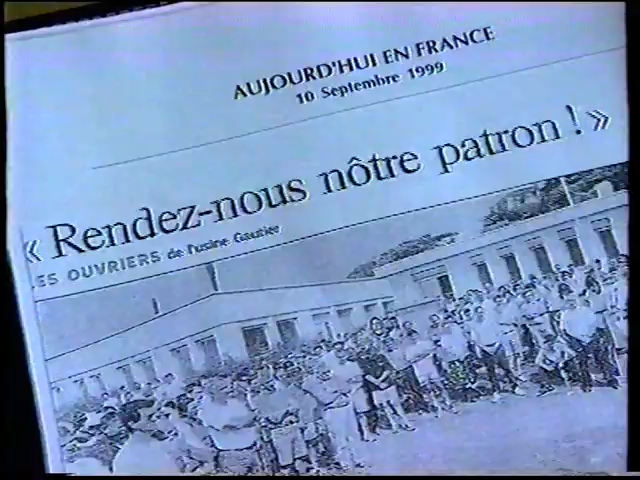 AUJOURD'HUI EN FRANCE
10 Septembre 1999
« Rendez-nous nôtre patron ! »
ES OUVRIERS de l'usine Gautier